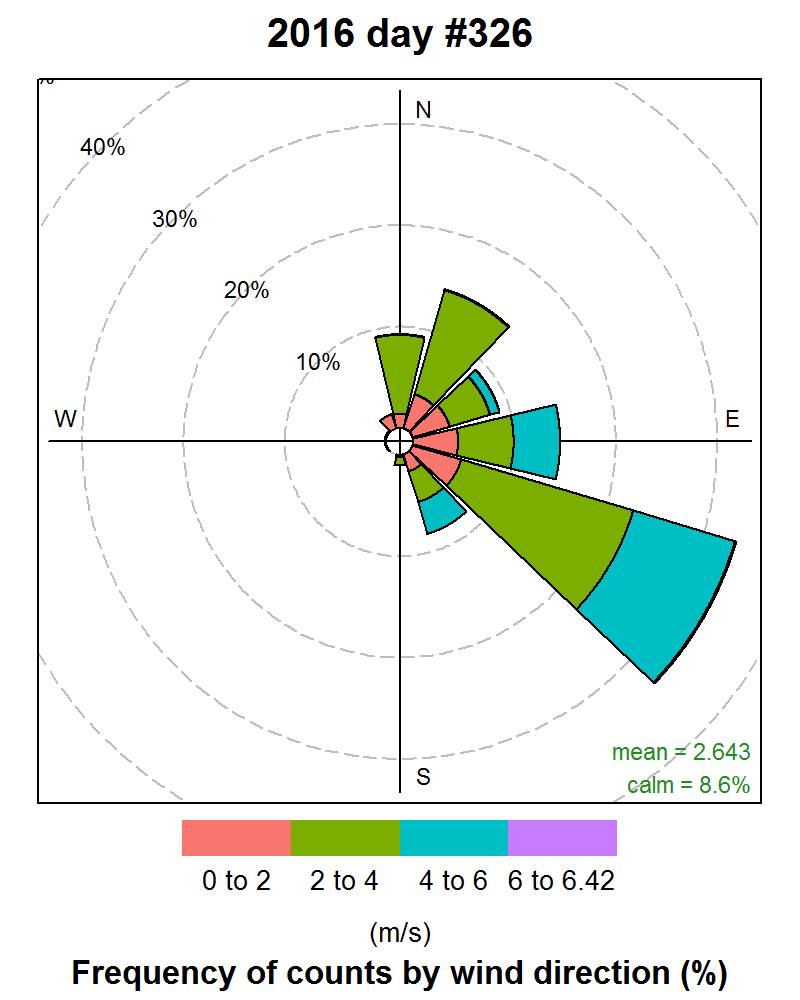 2016 day #326
N
40%
30%
20%
10%
W
E
S
mean = 2.643
calm = 8.6%
0 to 2 2 to 4 4 to 6 6 to 6.42
(m/s)
Frequency of counts by wind direction (%)